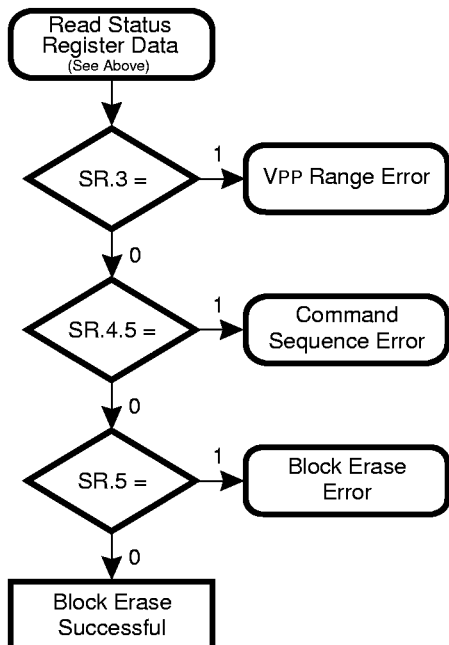 Read Status
Register Data
(See Above)
SR.3 =
1
VPP Range Error
0
SR.4.5 =
1
Command
Sequence Error
0
SR.5 =
1
Block Erase
Error
0
Block Erase
Successful